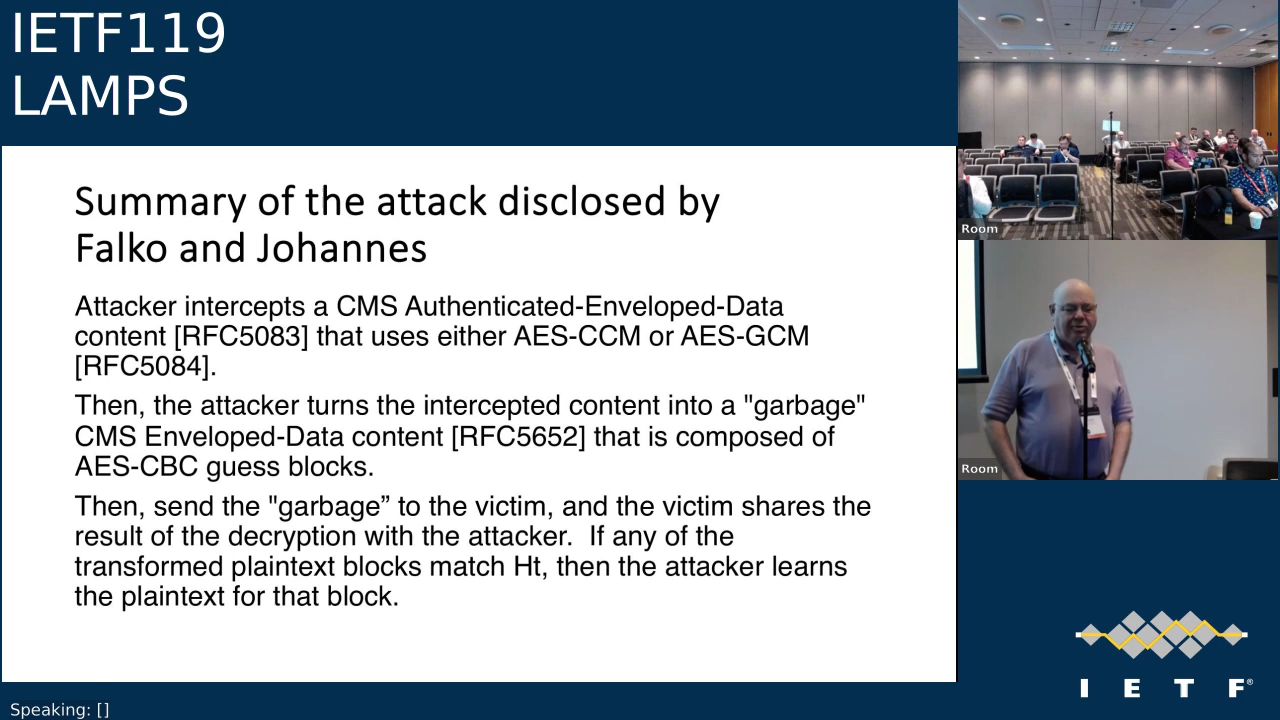 IETF119
LAMPS
Summary of the attack disclosed by
Falko and Johannes
Attacker intercepts a CMS Authenticated-Enveloped-Data
content [RFC5083] that uses either AES-CCM or AES-GCM
[RFC5084].
Then, the attacker turns the intercepted content into a "garbage"
CMS Enveloped-Data content [RFC5652] that is composed of
AES-CBC guess blocks.
Then, send the "garbage” to the victim, and the victim shares the
result of the decryption with the attacker.  If any of the
transformed plaintext blocks match Ht, then the attacker learns
the plaintext for that block.
Room
Room
I E T F®
Speaking: []